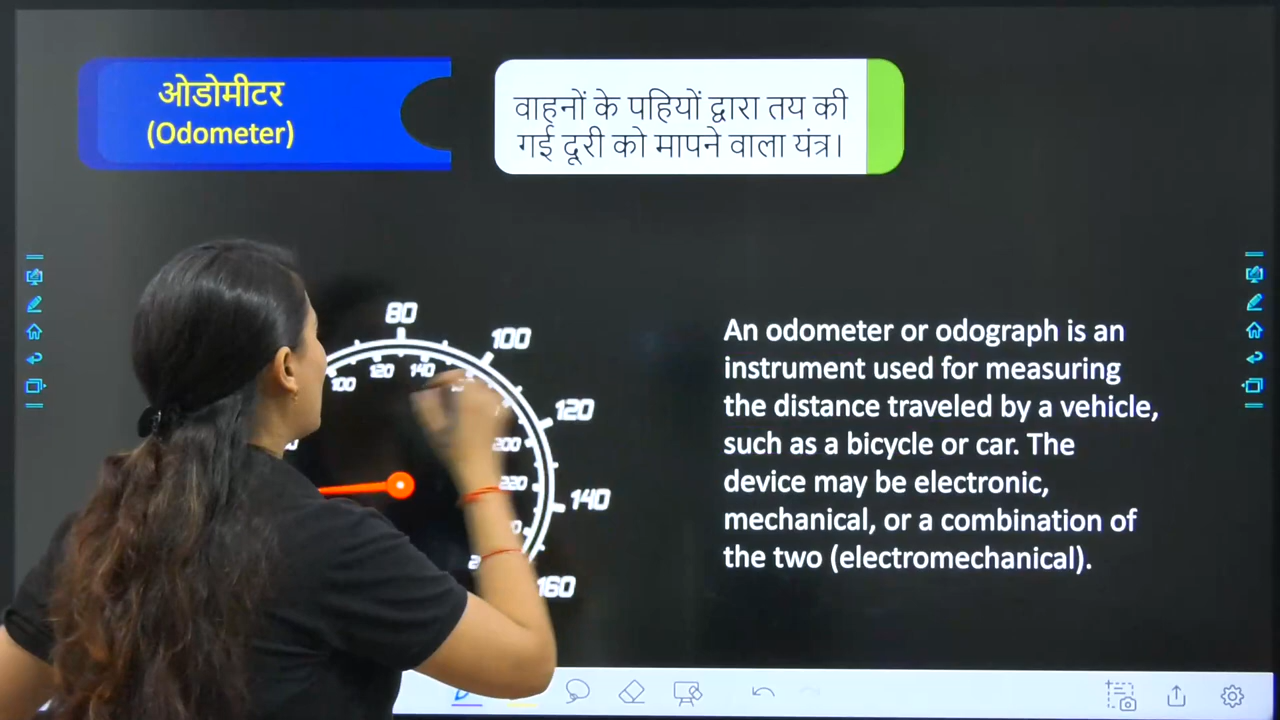 ओडोमीटर
(Odometer)
वाहनों के पहियों द्वारा तय की
गई दूरी को मापने वाला यंत्र।
80
100
120
140
160
100
120
140
200
220
An odometer or odograph is an
instrument used for measuring
the distance traveled by a vehicle,
such as a bicycle or car. The
device may be electronic,
mechanical, or a combination of
the two (electromechanical).